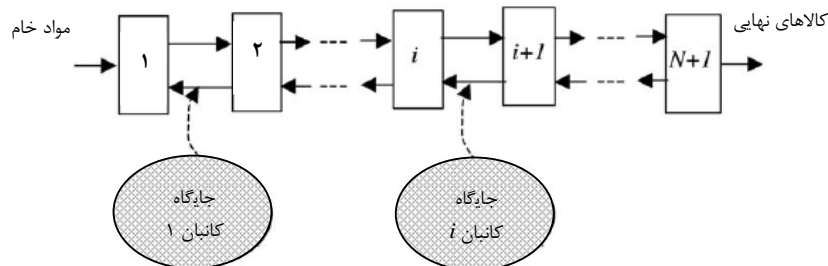 مواد خام
کالاهای نهایی
۱
۲
i
i+1
N+1
جایگاه
کانبان ۱
جایگاه
کانبان i